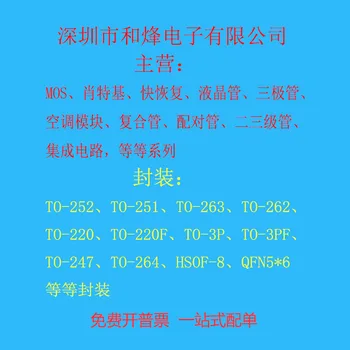 深圳市和烽电子有限公司
主营：
MOS、肖特基、快恢复、液晶管、三极管、
空调模块、复合管、配对管、二三级管、
集成电路，等等系列
封装：
TO-252、TO-251、TO-263、TO-262、
TO-220、TO-220F、TO-3P、TO-3PF、
TO-247、TO-264、HSOF-8、QFN5*6
等等封装
免费开普票 一站式配单